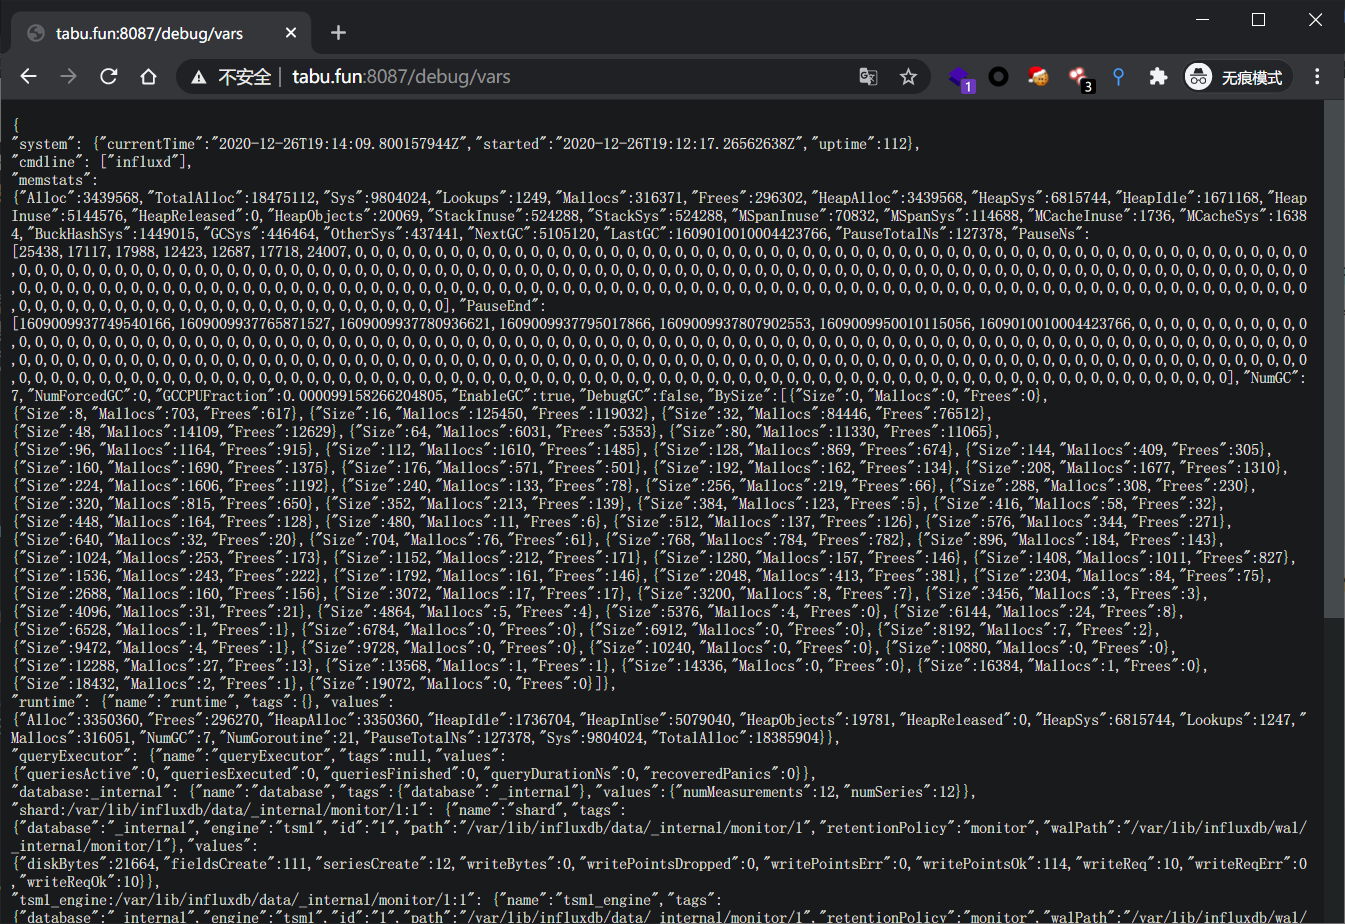 tabu.fun:8087/debug/vars
不安全 | tabu.fun:8087/debug/vars
1
3
无痕模式
{
"system": {"currentTime":"2020-12-26T19:14:09.800157944Z","started":"2020-12-26T19:12:17.26562638Z","uptime":112},
"cmdline": ["influxd"],
"memstats":
{"Alloc":3439568,"TotalAlloc":18475112,"Sys":9804024,"Lookups":1249,"Mallocs":316371,"Frees":296302,"HeapAlloc":3439568,"HeapSys":6815744,"HeapIdle":1671168,"Heap
Inuse":5144576,"HeapReleased":0,"HeapObjects":20069,"StackInuse":524288,"StackSys":524288,"MSpanInuse":70832,"MSpanSys":114688,"MCacheInuse":1736,"MCacheSys":1638
4,"BuckHashSys":1449015,"GCSys":446464,"OtherSys":437441,"NextGC":5105120,"LastGC":1609010010004423766,"PauseTotalNs":127378,"PauseNs":
[25438,17117,17988,12423,12687,17718,24007,0,0,0,0,0,0,0,0,0,0,0,0,0,0,0,0,0,0,0,0,0,0,0,0,0,0,0,0,0,0,0,0,0,0,0,0,0,0,0,0,0,0,0,0,0,0,0,0,0,0,0,0,0,0,0,0,0,0,0,0
,0,0,0,0,0,0,0,0,0,0,0,0,0,0,0,0,0,0,0,0,0,0,0,0,0,0,0,0,0,0,0,0,0,0,0,0,0,0,0,0,0,0,0,0,0,0,0,0,0,0,0,0,0,0,0,0,0,0,0,0,0,0,0,0,0,0,0,0,0,0,0,0,0,0,0,0,0,0,0,0,0
,0,0,0,0,0,0,0,0,0,0,0,0,0,0,0,0,0,0,0,0,0,0,0,0,0,0,0,0,0,0,0,0,0,0,0,0,0,0,0,0,0,0,0,0,0,0,0,0,0,0,0,0,0,0,0,0,0,0,0,0,0,0,0,0,0,0,0,0,0,0,0,0,0,0,0,0,0,0,0,0,0
,0,0,0,0,0,0,0,0,0,0,0,0,0,0,0,0,0,0,0,0,0,0,0,0,0,0,0],"PauseEnd":
[1609009937749540166,1609009937765871527,1609009937780936621,1609009937795017866,1609009937807902553,1609009950010115056,1609010010004423766,0,0,0,0,0,0,0,0,0,0,0
,0,0,0,0,0,0,0,0,0,0,0,0,0,0,0,0,0,0,0,0,0,0,0,0,0,0,0,0,0,0,0,0,0,0,0,0,0,0,0,0,0,0,0,0,0,0,0,0,0,0,0,0,0,0,0,0,0,0,0,0,0,0,0,0,0,0,0,0,0,0,0,0,0,0,0,0,0,0,0,0,0
,0,0,0,0,0,0,0,0,0,0,0,0,0,0,0,0,0,0,0,0,0,0,0,0,0,0,0,0,0,0,0,0,0,0,0,0,0,0,0,0,0,0,0,0,0,0,0,0,0,0,0,0,0,0,0,0,0,0,0,0,0,0,0,0,0,0,0,0,0,0,0,0,0,0,0,0,0,0,0,0,0
,0,0,0,0,0,0,0,0,0,0,0,0,0,0,0,0,0,0,0,0,0,0,0,0,0,0,0,0,0,0,0,0,0,0,0,0,0,0,0,0,0,0,0,0,0,0,0,0,0,0,0,0,0,0,0,0,0,0,0,0,0,0,0,0,0,0,0,0,0,0,0,0,0,0,0,0],"NumGC":
7,"NumForcedGC":0,"GCCPUFraction":0.000099158266204805,"EnableGC":true,"DebugGC":false,"BySize":[{"Size":0,"Mallocs":0,"Frees":0},
{"Size":8,"Mallocs":703,"Frees":617},{"Size":16,"Mallocs":125450,"Frees":119032},{"Size":32,"Mallocs":84446,"Frees":76512},
{"Size":48,"Mallocs":14109,"Frees":12629},{"Size":64,"Mallocs":6031,"Frees":5353},{"Size":80,"Mallocs":11330,"Frees":11065},
{"Size":96,"Mallocs":1164,"Frees":915},{"Size":112,"Mallocs":1610,"Frees":1485},{"Size":128,"Mallocs":869,"Frees":674},{"Size":144,"Mallocs":409,"Frees":305},
{"Size":160,"Mallocs":1690,"Frees":1375},{"Size":176,"Mallocs":571,"Frees":501},{"Size":192,"Mallocs":162,"Frees":134},{"Size":208,"Mallocs":1677,"Frees":1310},
{"Size":224,"Mallocs":1606,"Frees":1192},{"Size":240,"Mallocs":133,"Frees":78},{"Size":256,"Mallocs":219,"Frees":66},{"Size":288,"Mallocs":308,"Frees":230},
{"Size":320,"Mallocs":815,"Frees":650},{"Size":352,"Mallocs":213,"Frees":139},{"Size":384,"Mallocs":123,"Frees":5},{"Size":416,"Mallocs":58,"Frees":32},
{"Size":448,"Mallocs":164,"Frees":128},{"Size":480,"Mallocs":11,"Frees":6},{"Size":512,"Mallocs":137,"Frees":126},{"Size":576,"Mallocs":344,"Frees":271},
{"Size":640,"Mallocs":32,"Frees":20},{"Size":704,"Mallocs":76,"Frees":61},{"Size":768,"Mallocs":784,"Frees":782},{"Size":896,"Mallocs":184,"Frees":143},
{"Size":1024,"Mallocs":253,"Frees":173},{"Size":1152,"Mallocs":212,"Frees":171},{"Size":1280,"Mallocs":157,"Frees":146},{"Size":1408,"Mallocs":1011,"Frees":827},
{"Size":1536,"Mallocs":243,"Frees":222},{"Size":1792,"Mallocs":161,"Frees":146},{"Size":2048,"Mallocs":413,"Frees":381},{"Size":2304,"Mallocs":84,"Frees":75},
{"Size":2688,"Mallocs":160,"Frees":156},{"Size":3072,"Mallocs":17,"Frees":17},{"Size":3200,"Mallocs":8,"Frees":7},{"Size":3456,"Mallocs":3,"Frees":3},
{"Size":4096,"Mallocs":31,"Frees":21},{"Size":4864,"Mallocs":5,"Frees":4},{"Size":5376,"Mallocs":4,"Frees":0},{"Size":6144,"Mallocs":24,"Frees":8},
{"Size":6528,"Mallocs":1,"Frees":1},{"Size":6784,"Mallocs":0,"Frees":0},{"Size":6912,"Mallocs":0,"Frees":0},{"Size":8192,"Mallocs":7,"Frees":2},
{"Size":9472,"Mallocs":4,"Frees":1},{"Size":9728,"Mallocs":0,"Frees":0},{"Size":10240,"Mallocs":0,"Frees":0},{"Size":10880,"Mallocs":0,"Frees":0},
{"Size":12288,"Mallocs":27,"Frees":13},{"Size":13568,"Mallocs":1,"Frees":1},{"Size":14336,"Mallocs":0,"Frees":0},{"Size":16384,"Mallocs":1,"Frees":0},
{"Size":18432,"Mallocs":2,"Frees":1},{"Size":19072,"Mallocs":0,"Frees":0}]},
"runtime": {"name":"runtime","tags":{},"values":
{"Alloc":3350360,"Frees":296270,"HeapAlloc":3350360,"HeapIdle":1736704,"HeapInUse":5079040,"HeapObjects":19781,"HeapReleased":0,"HeapSys":6815744,"Lookups":1247,"
Mallocs":316051,"NumGC":7,"NumGoroutine":21,"PauseTotalNs":127378,"Sys":9804024,"TotalAlloc":18385904}},
"queryExecutor": {"name":"queryExecutor","tags":null,"values":
{"queriesActive":0,"queriesExecuted":0,"queriesFinished":0,"queryDurationNs":0,"recoveredPanics":0}},
"database:_internal": {"name":"database","tags":{"database":"_internal"},"values":{"numMeasurements":12,"numSeries":12}},
"shard:/var/lib/influxdb/data/_internal/monitor/1:1": {"name":"shard","tags":
{"database":"_internal","engine":"tsm1","id":"1","path":"/var/lib/influxdb/data/_internal/monitor/1","retentionPolicy":"monitor","walPath":"/var/lib/influxdb/wal/
_internal/monitor/1"},"values":
{"diskBytes":21664,"fieldsCreate":111,"seriesCreate":12,"writeBytes":0,"writePointsDropped":0,"writePointsErr":0,"writePointsOk":114,"writeReq":10,"writeReqErr":0
,"writeReqOk":10}},
"tsm1_engine:/var/lib/influxdb/data/_internal/monitor/1:1": {"name":"tsm1_engine","tags":
{"database":"_internal","engine":"tsm1","id":"1","path":"/var/lib/influxdb/data/_internal/monitor/1","retentionPolicy":"monitor","walPath":"/var/lib/influxdb/wal/